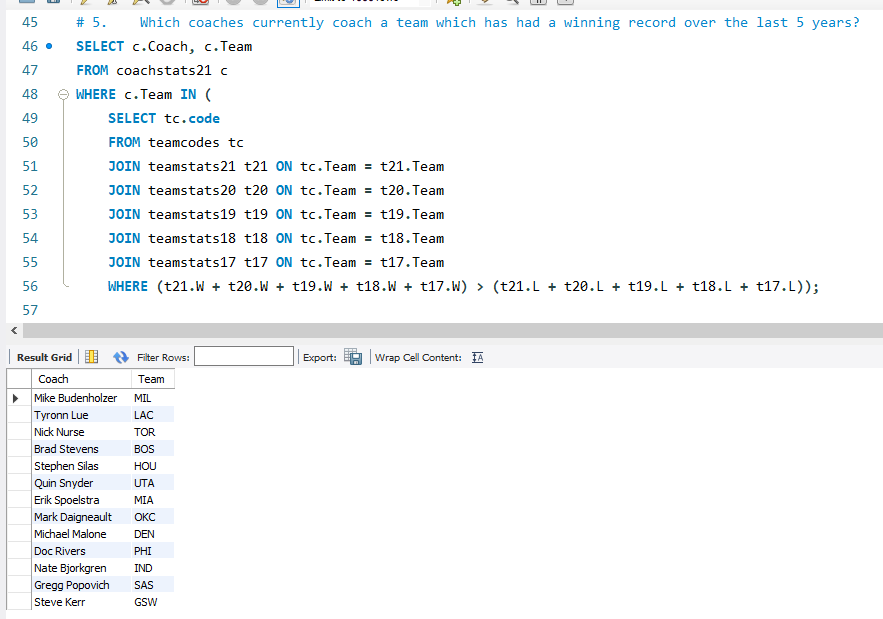 45 # 5. Which coaches currently coach a team which has had a winning record over the last 5 years?
46 SELECT c.Coach, c.Team
47 FROM coachstats21 c
48 WHERE c.Team IN (
49 SELECT tc.code
50 FROM teamcodes tc
51 JOIN teamstats21 t21 ON tc.Team = t21.Team
52 JOIN teamstats20 t20 ON tc.Team = t20.Team
53 JOIN teamstats19 t19 ON tc.Team = t19.Team
54 JOIN teamstats18 t18 ON tc.Team = t18.Team
55 JOIN teamstats17 t17 ON tc.Team = t17.Team
56 WHERE (t21.W + t20.W + t19.W + t18.W + t17.W) > (t21.L + t20.L + t19.L + t18.L + t17.L));
57
Result Grid Filter Rows: Export: Wrap Cell Content: IA
Coach Team
Mike Budenholzer MIL
Tyronn Lue LAC
Nick Nurse TOR
Brad Stevens BOS
Stephen Silas HOU
Quin Snyder UTA
Erik Spoelstra MIA
Mark Daigneault OKC
Michael Malone DEN
Doc Rivers PHI
Nate Bjorkgren IND
Gregg Popovich SAS
Steve Kerr GSW